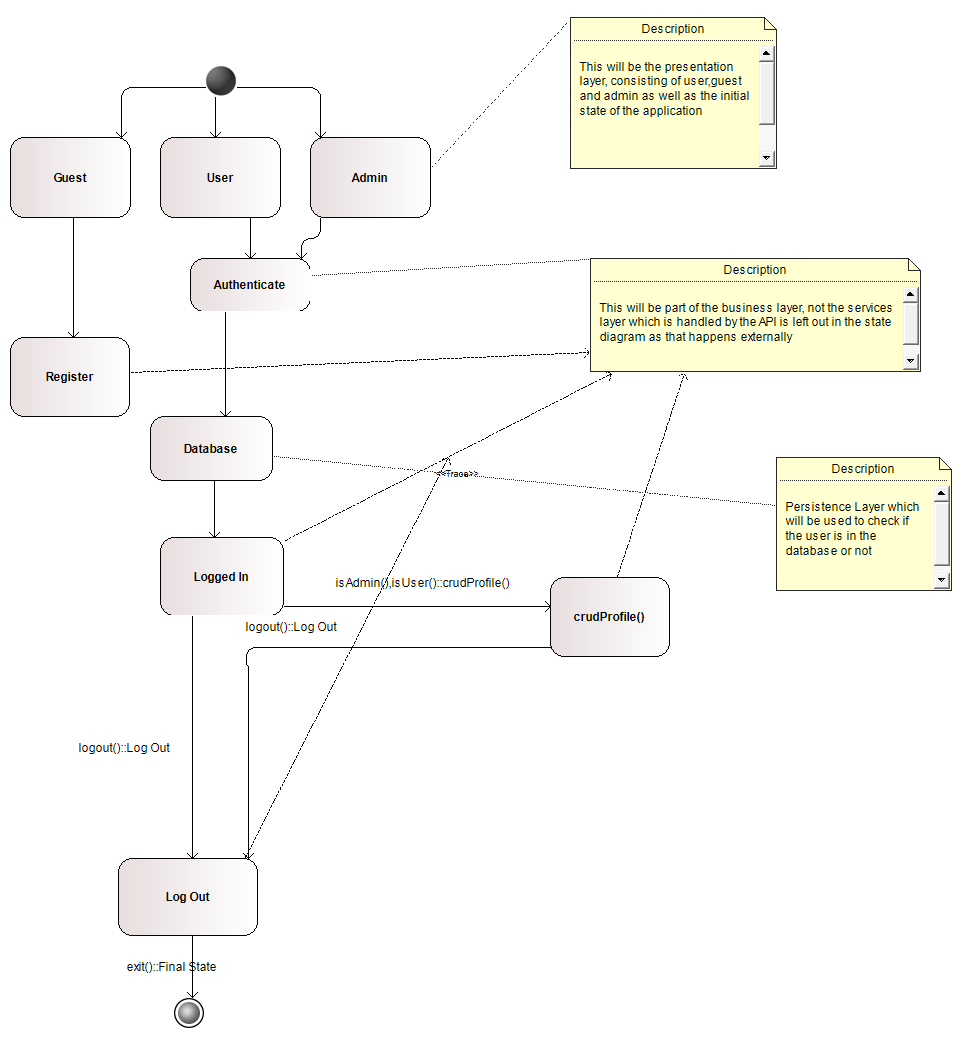 Description
This will be the presentation
layer, consisting of user,guest
and admin as well as the initial
state of the application
Guest
User
Admin
Authenticate
Description
This will be part of the business layer, not the services
layer which is handled by the API is left out in the state
diagram as that happens externally
Register
Database
<<Trace>>
Description
Persistence Layer which
will be used to check if
the user is in the
database or not
Logged In
isAdmin(),isUser()::crudProfile()
crudProfile()
logout()::Log Out
logout()::Log Out
Log Out
exit()::Final State